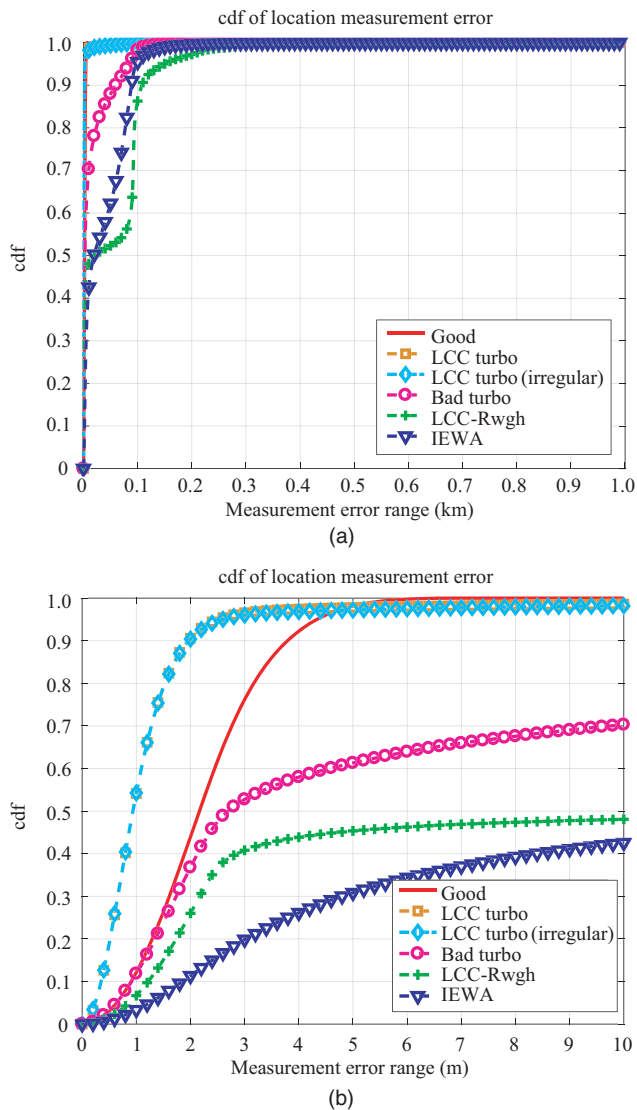 cdf of location measurement error
1.0
0.9
0.8
0.7
0.6
0.5
0.4
0.3
0.2
0.1
0
cdf
Good
LCC turbo
LCC turbo (irregular)
Bad turbo
LCC-Rwgh
IEWA
0 0.1 0.2 0.3 0.4 0.5 0.6 0.7 0.8 0.9 1.0
Measurement error range (km)
(a)
cdf of location measurement error
1.0
0.9
0.8
0.7
0.6
0.5
0.4
0.3
0.2
0.1
0
cdf
Good
LCC turbo
LCC turbo (irregular)
Bad turbo
LCC-Rwgh
IEWA
0 1 2 3 4 5 6 7 8 9 10
Measurement error range (m)
(b)